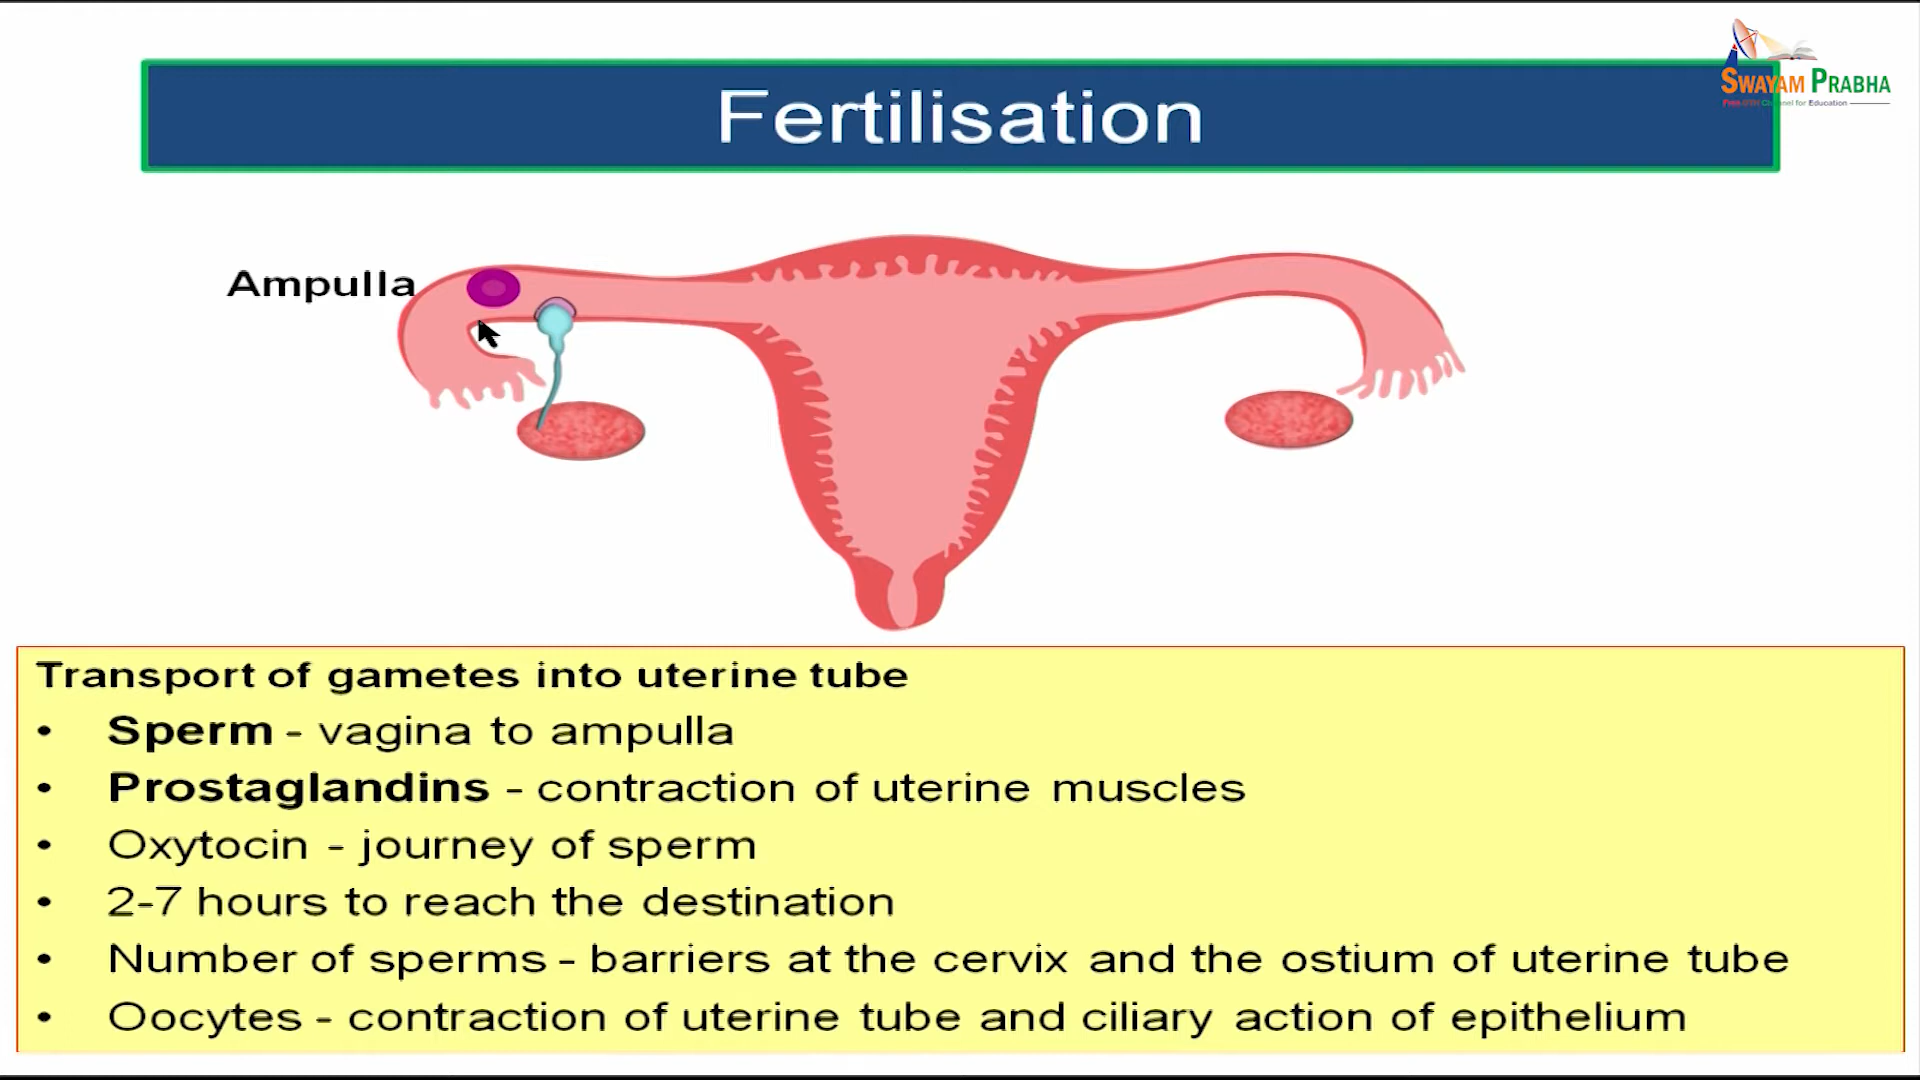 SWAYAM PRABHA
Fertilisation
Ampulla
Transport of gametes into uterine tube
• Sperm - vagina to ampulla
• Prostaglandins - contraction of uterine muscles
• Oxytocin - journey of sperm
• 2-7 hours to reach the destination
• Number of sperms - barriers at the cervix and the ostium of uterine tube
• Oocytes - contraction of uterine tube and ciliary action of epithelium